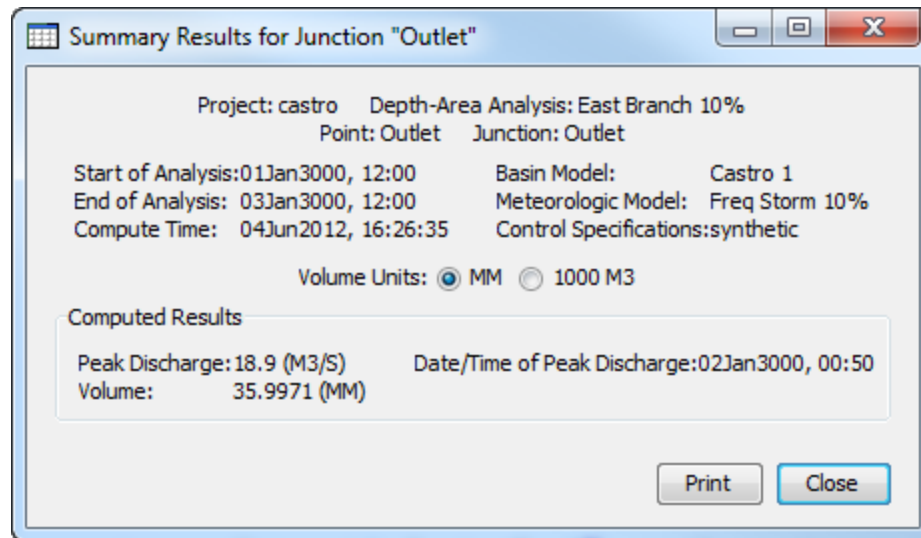 Summary Results for Junction "Outlet"
Project: castro Depth-Area Analysis: East Branch 10%
Point: Outlet Junction: Outlet
Start of Analysis:01Jan3000, 12:00 Basin Model: Castro 1
End of Analysis: 03Jan3000, 12:00 Meteorologic Model: Freq Storm 10%
Compute Time: 04Jun2012, 16:26:35 Control Specifications:synthetic
Volume Units: MM 1000 M3
Computed Results
Peak Discharge:18.9 (M3/S) Date/Time of Peak Discharge:02Jan3000, 00:50
Volume: 35.9971 (MM)
Print Close